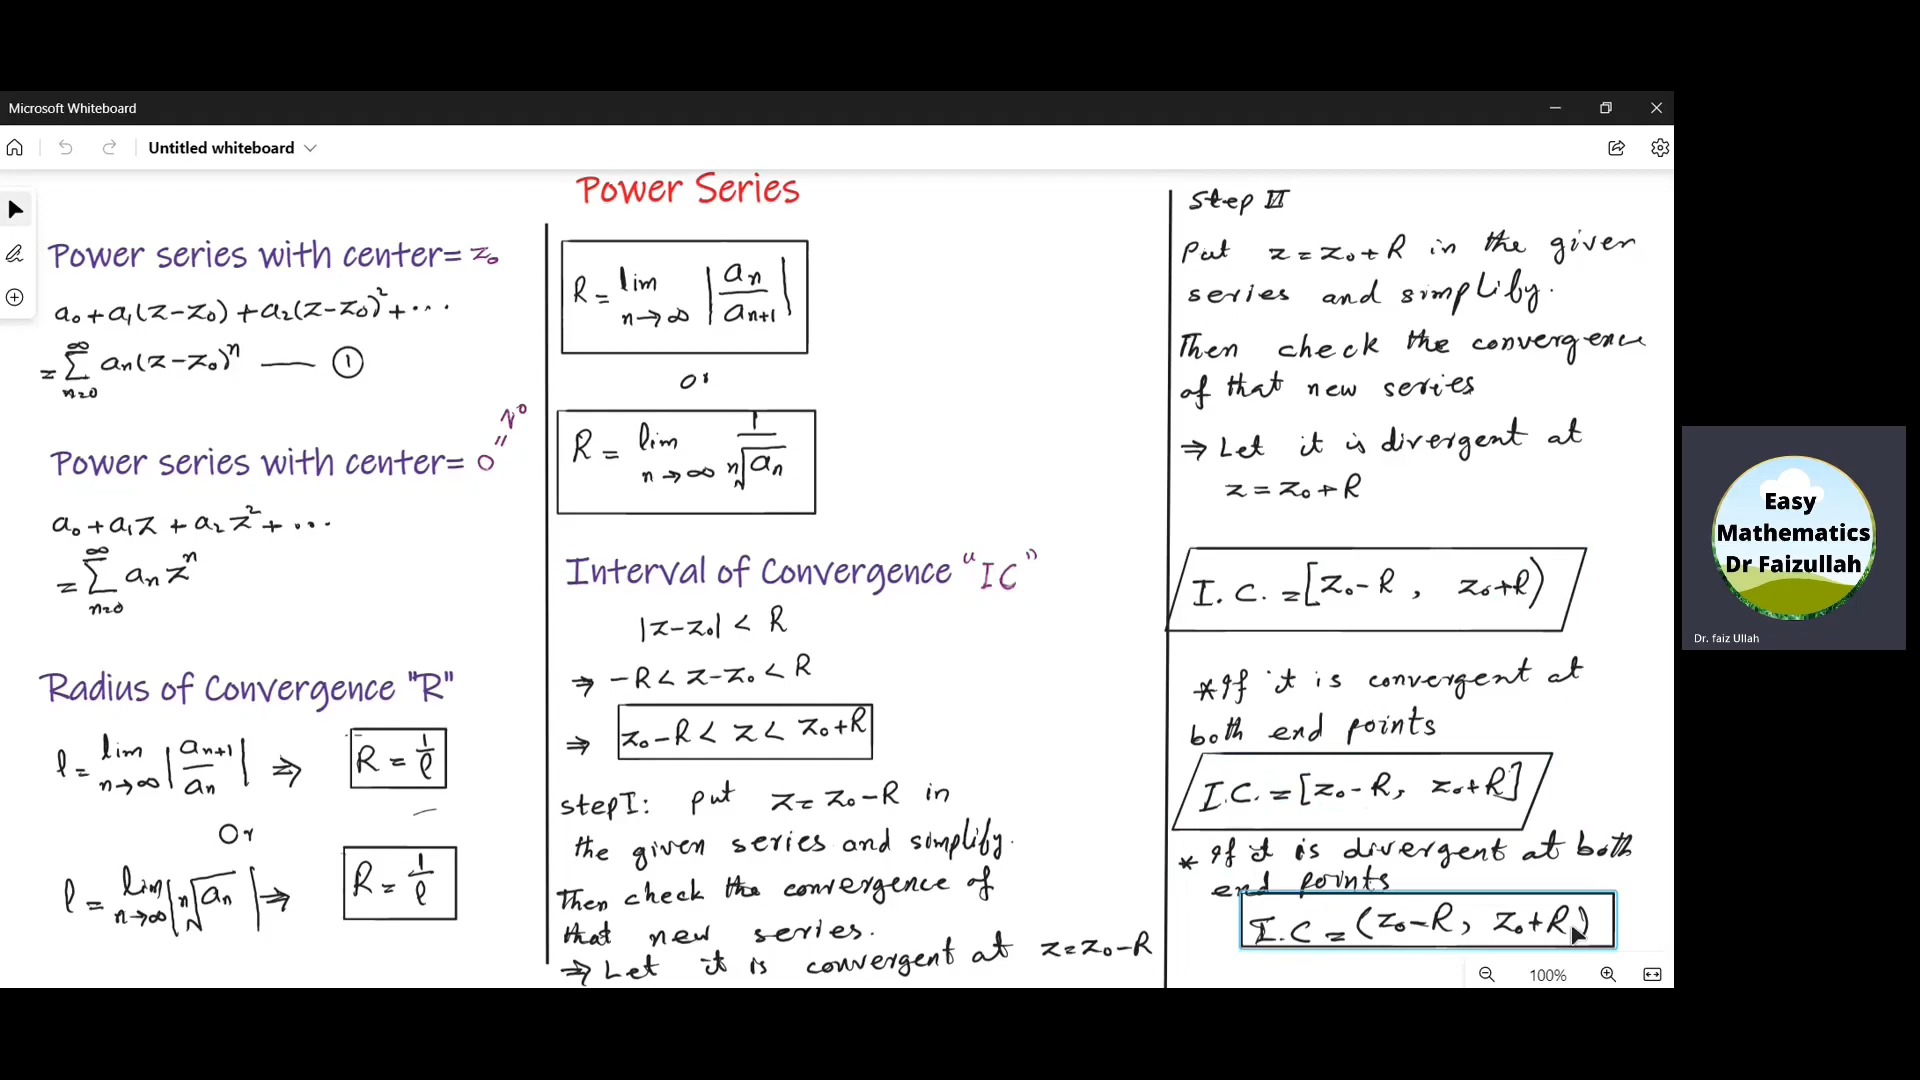 Microsoft Whiteboard
Untitled whiteboard
Power Series
Power series with center= z₀
a₀+a₁(z-z₀)+a₂(z-z₀)²+...
= ∑_{n=0}^{∞} aₙ(z-z₀)ⁿ —— ①
Power series with center= 0 = z₀
a₀+a₁z+a₂z²+...
= ∑_{n=0}^{∞} aₙzⁿ
Radius of Convergence "R"
l = lim_{n→∞} |aₙ₊₁/aₙ| ⇒ R = 1/l
Or
l = lim_{n→∞} |ⁿ√aₙ| ⇒ R = 1/l
R = lim_{n→∞} |aₙ/aₙ₊₁|
or
R = lim_{n→∞} 1/ⁿ√aₙ
Interval of Convergence "IC"
|z-z₀| < R
⇒ -R < z-z₀ < R
⇒ z₀-R < z < z₀+R
step I: put z=z₀-R in
the given series and simplify.
Then check the convergence of
that new series.
⇒ Let it is convergent at z=z₀-R
Step II
Put z=z₀+R in the given
series and simplify.
Then check the convergence
of that new series
⇒ Let it is divergent at
z=z₀+R
I.C.=[z₀-R, z₀+R)
*If it is convergent at
both end points
I.C.=[z₀-R, z₀+R]
* If it is divergent at both
end points
I.C=(z₀-R, z₀+R)
100%
Easy
Mathematics
Dr Faizullah
Dr. faiz Ullah